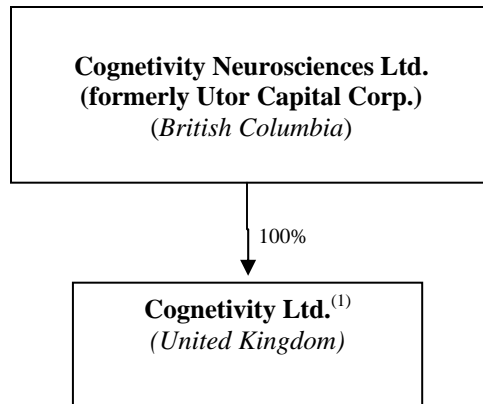 Cognetivity Neurosciences Ltd.
(formerly Utor Capital Corp.)
(British Columbia)
100%
Cognetivity Ltd.(1)
(United Kingdom)